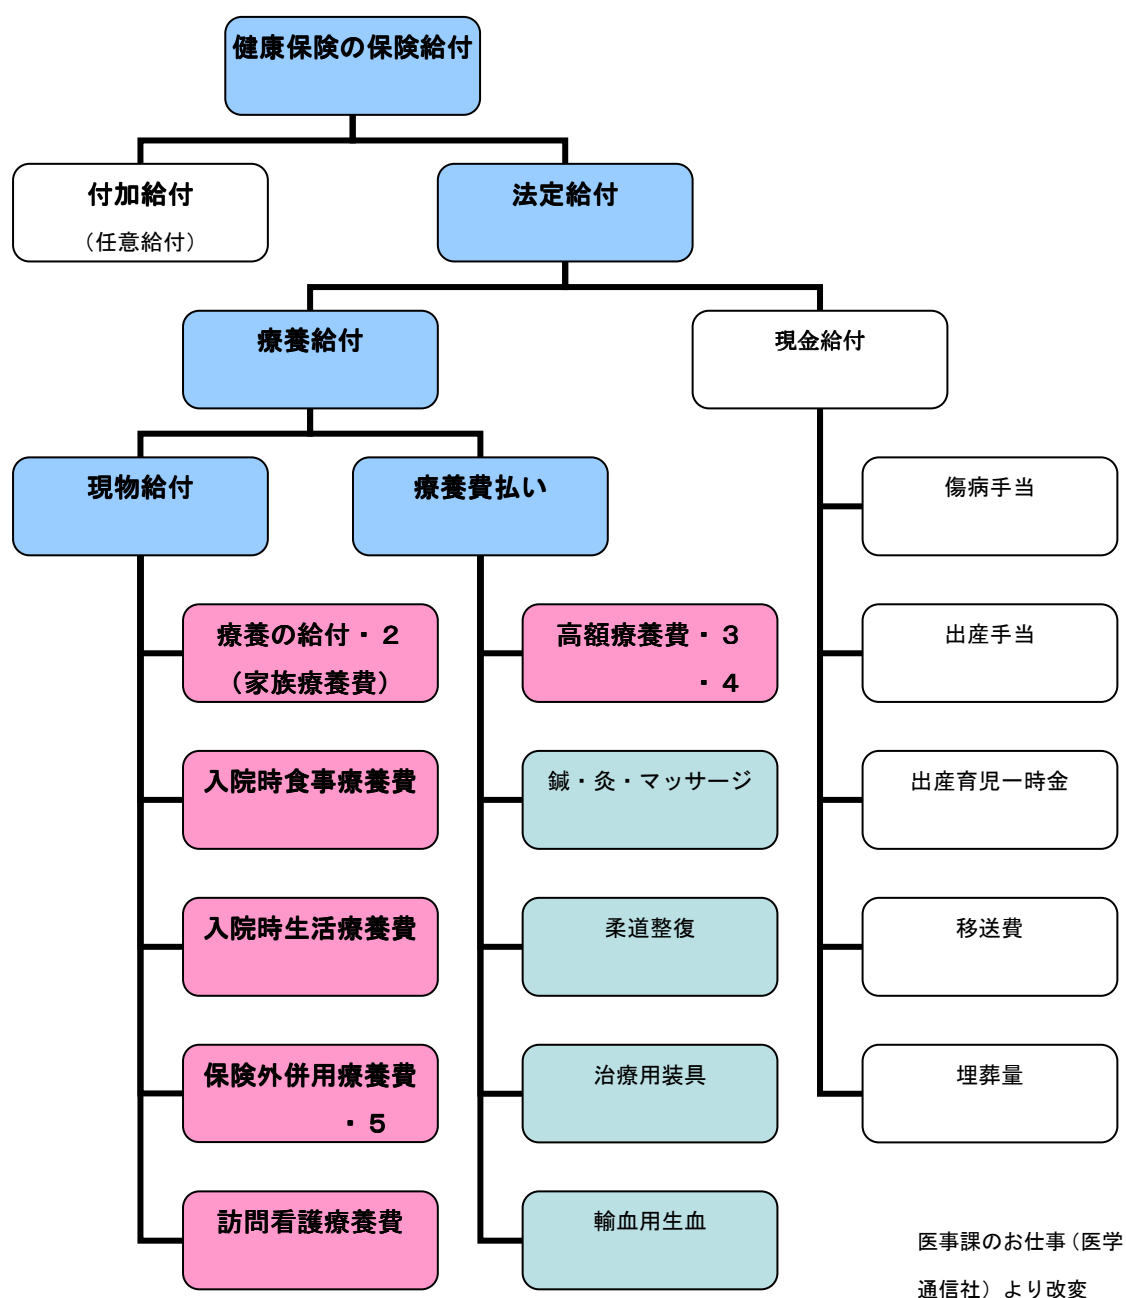 健康保険の保険給付
付加給付
（任意給付）
法定給付
療養給付
現金給付
現物給付
療養費払い
療養の給付・２
（家族療養費）
入院時食事療養費
入院時生活療養費
保険外併用療養費
・５
訪問看護療養費
高額療養費・３
・４
鍼・灸・マッサージ
柔道整復
治療用装具
輸血用生血
傷病手当
出産手当
出産育児一時金
移送費
埋葬量
医事課のお仕事（医学
通信社）より改変